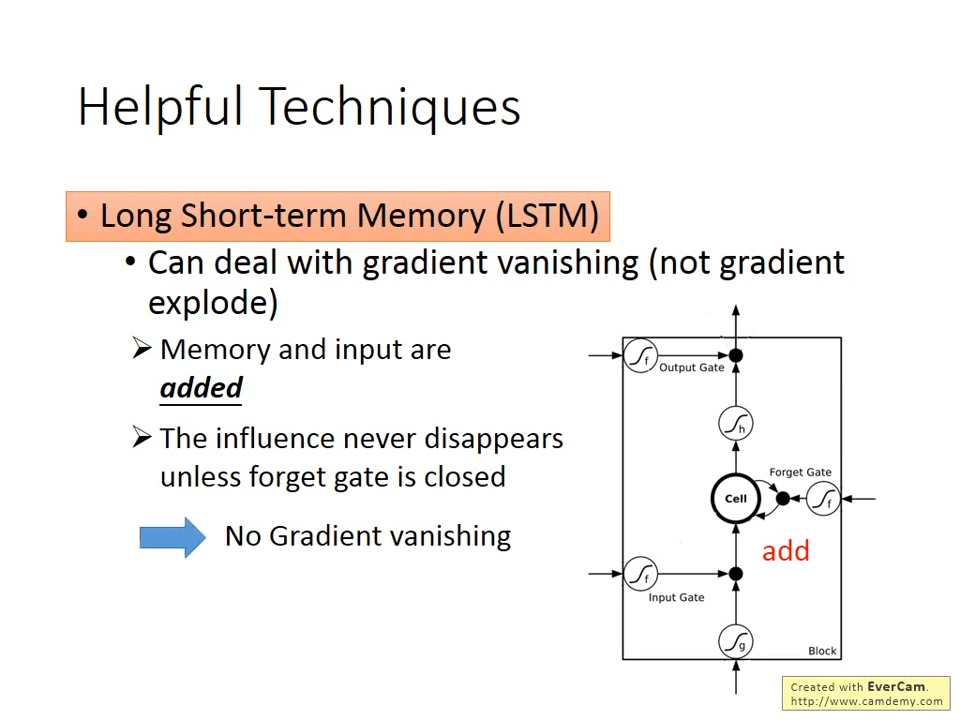 Helpful Techniques
• Long Short-term Memory (LSTM)
• Can deal with gradient vanishing (not gradient
explode)
➢ Memory and input are
added
➢ The influence never disappears
unless forget gate is closed
No Gradient vanishing
f
Output Gate
h
Forget Gate
Cell
f
add
f
Input Gate
g
Block
Created with EverCam.
http://www.camdemy.com